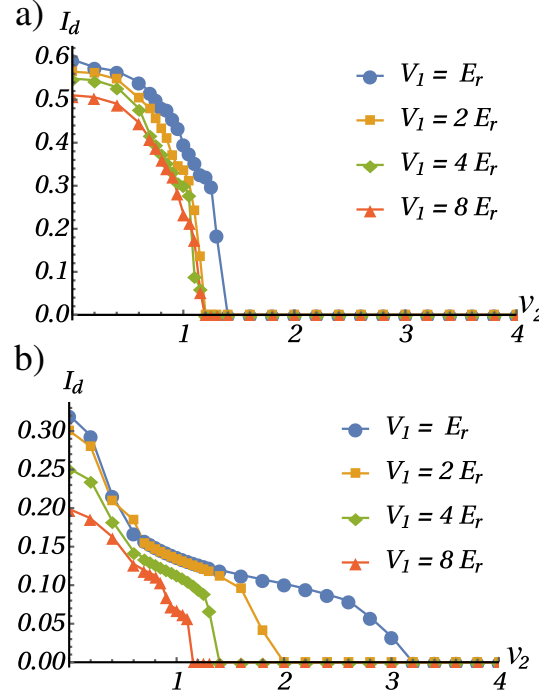 a)
I_d
0.6
0.5
0.4
0.3
0.2
0.1
0.0
1
2
3
4
v_2
V_1 = E_r
V_1 = 2 E_r
V_1 = 4 E_r
V_1 = 8 E_r
b)
I_d
0.30
0.25
0.20
0.15
0.10
0.05
0.00
1
2
3
4
v_2
V_1 = E_r
V_1 = 2 E_r
V_1 = 4 E_r
V_1 = 8 E_r